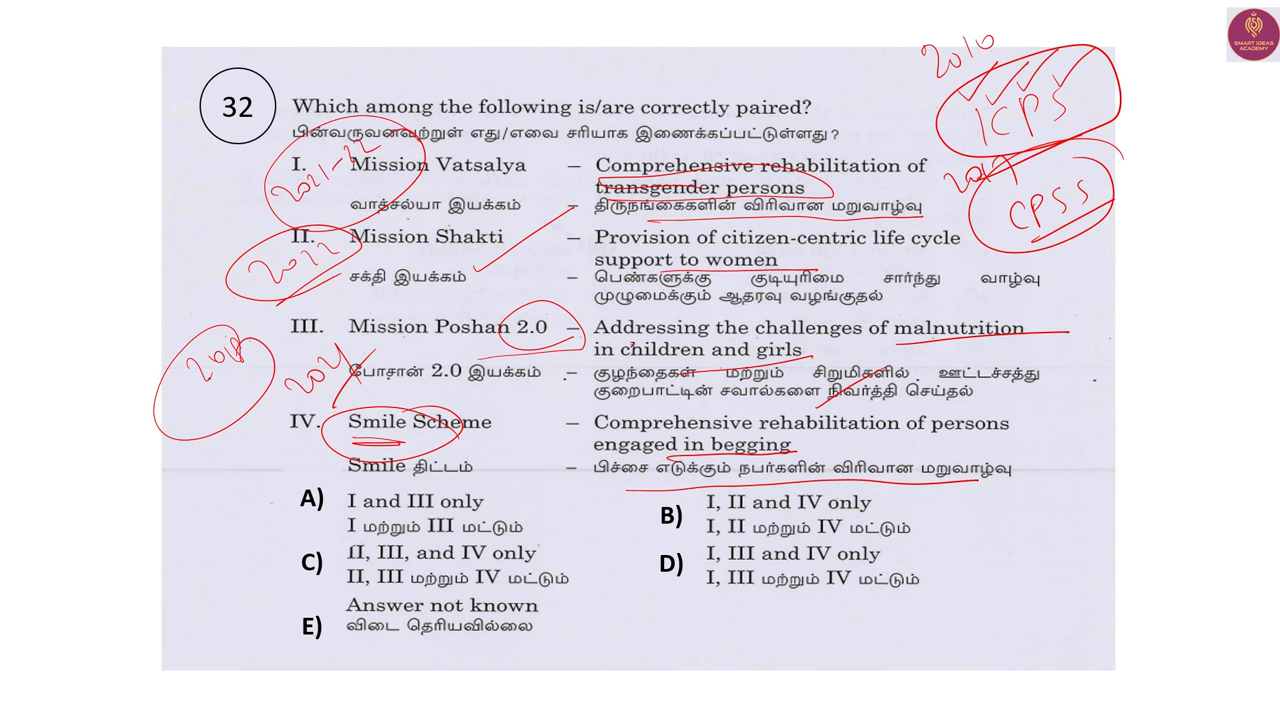 SMART IDEAS
ACADEMY
2010
ICPS
2017
CPSS
32
Which among the following is/are correctly paired?
பின்வருவனவற்றுள் எது/எவை சரியாக இணைக்கப்பட்டுள்ளது?
2021-22
I. Mission Vatsalya – Comprehensive rehabilitation of
transgender persons
வாத்சல்யா இயக்கம் – திருநங்கைகளின் விரிவான மறுவாழ்வு
2022
II. Mission Shakti – Provision of citizen-centric life cycle
support to women
சக்தி இயக்கம் – பெண்களுக்கு குடியுரிமை சார்ந்து வாழ்வு
முழுமைக்கும் ஆதரவு வழங்குதல்
III. Mission Poshan 2.0 – Addressing the challenges of malnutrition
in children and girls
2018
2021
போசான் 2.0 இயக்கம் – குழந்தைகள் மற்றும் சிறுமிகளில் ஊட்டச்சத்து
குறைபாட்டின் சவால்களை நிவர்த்தி செய்தல்
IV. Smile Scheme – Comprehensive rehabilitation of persons
engaged in begging
Smile திட்டம் – பிச்சை எடுக்கும் நபர்களின் விரிவான மறுவாழ்வு
A) I and III only
I மற்றும் III மட்டும்
B) I, II and IV only
I, II மற்றும் IV மட்டும்
C) II, III, and IV only
II, III மற்றும் IV மட்டும்
D) I, III and IV only
I, III மற்றும் IV மட்டும்
E) Answer not known
விடை தெரியவில்லை